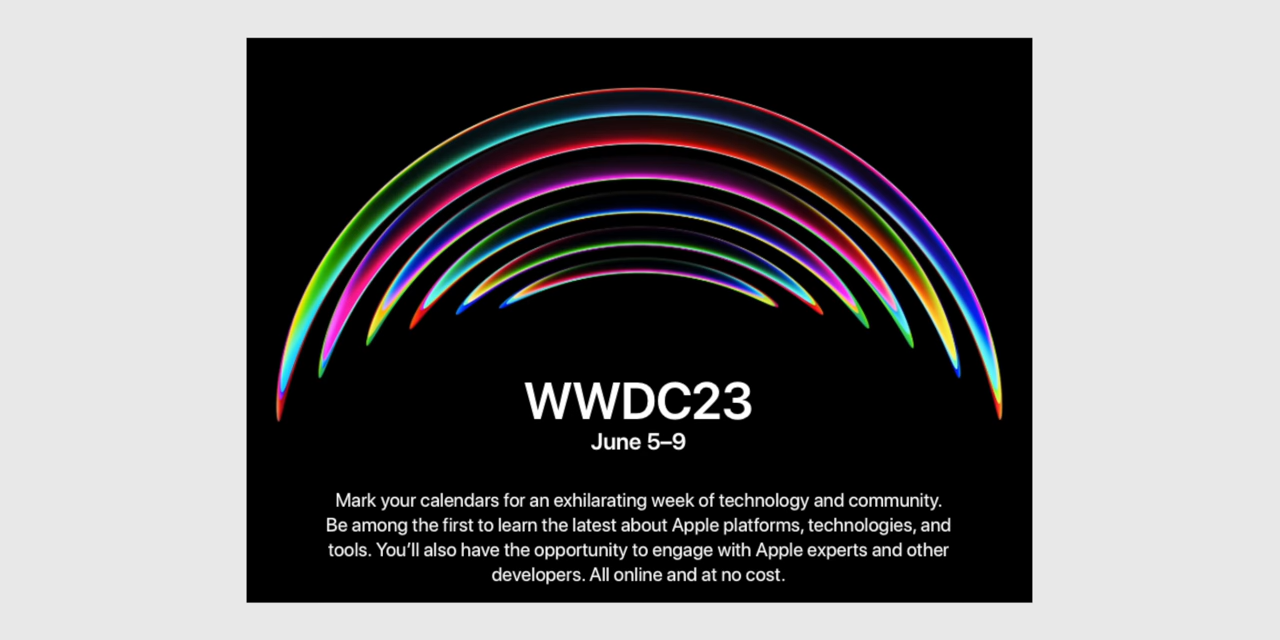 WWDC23
June 5–9
Mark your calendars for an exhilarating week of technology and community.
Be among the first to learn the latest about Apple platforms, technologies, and
tools. You’ll also have the opportunity to engage with Apple experts and other
developers. All online and at no cost.